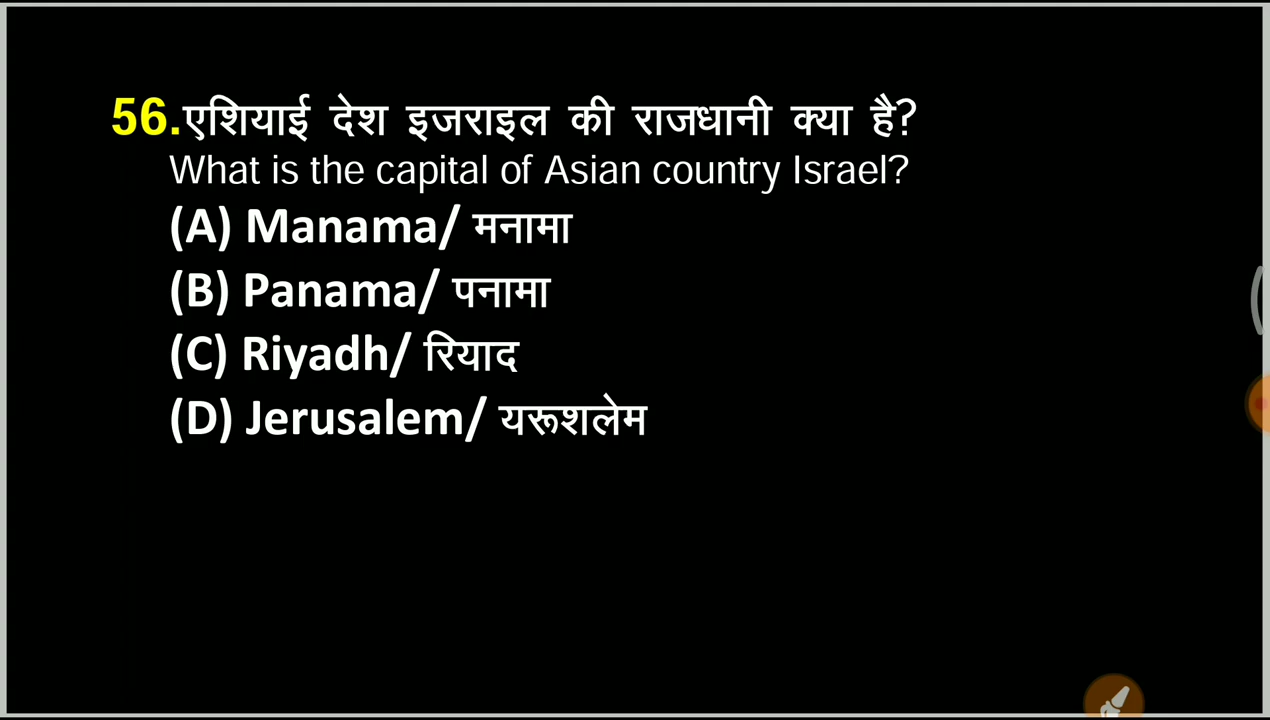 56.एशियाई देश इजराइल की राजधानी क्या है?
What is the capital of Asian country Israel?
(A) Manama/ मनामा
(B) Panama/ पनामा
(C) Riyadh/ रियाद
(D) Jerusalem/ यरूशलेम